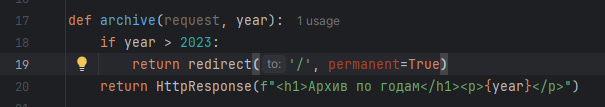 17 def archive(request, year): 1 usage
18 if year > 2023:
19 return redirect( to: '/', permanent=True)
20 return HttpResponse(f"<h1>Архив по годам</h1><p>{year}</p>")